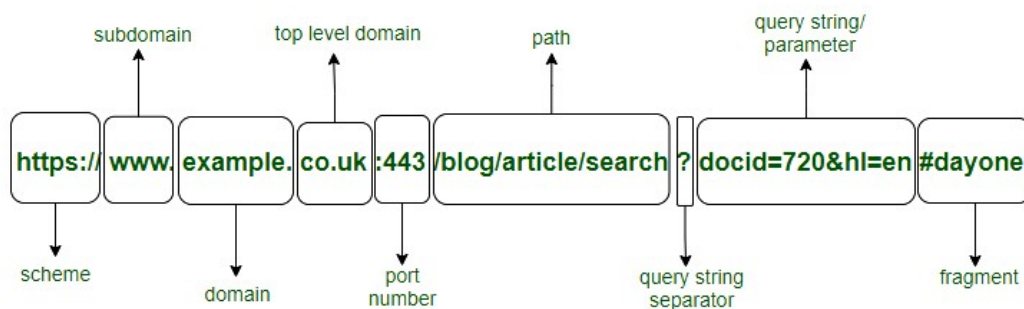 subdomain
top level domain
path
query string/
parameter
https:// www. example. co.uk :443 /blog/article/search ? docid=720&hl=en #dayone
scheme
domain
port
number
query string
separator
fragment